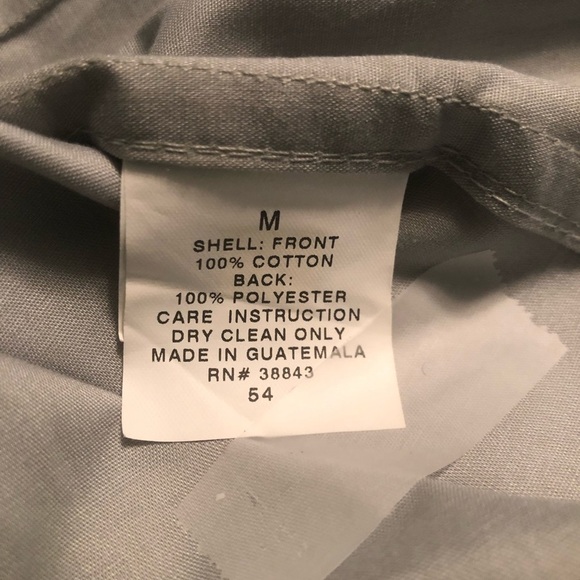 M
SHELL: FRONT
100% COTTON
BACK:
100% POLYESTER
CARE INSTRUCTION
DRY CLEAN ONLY
MADE IN GUATEMALA
RN# 38843
54